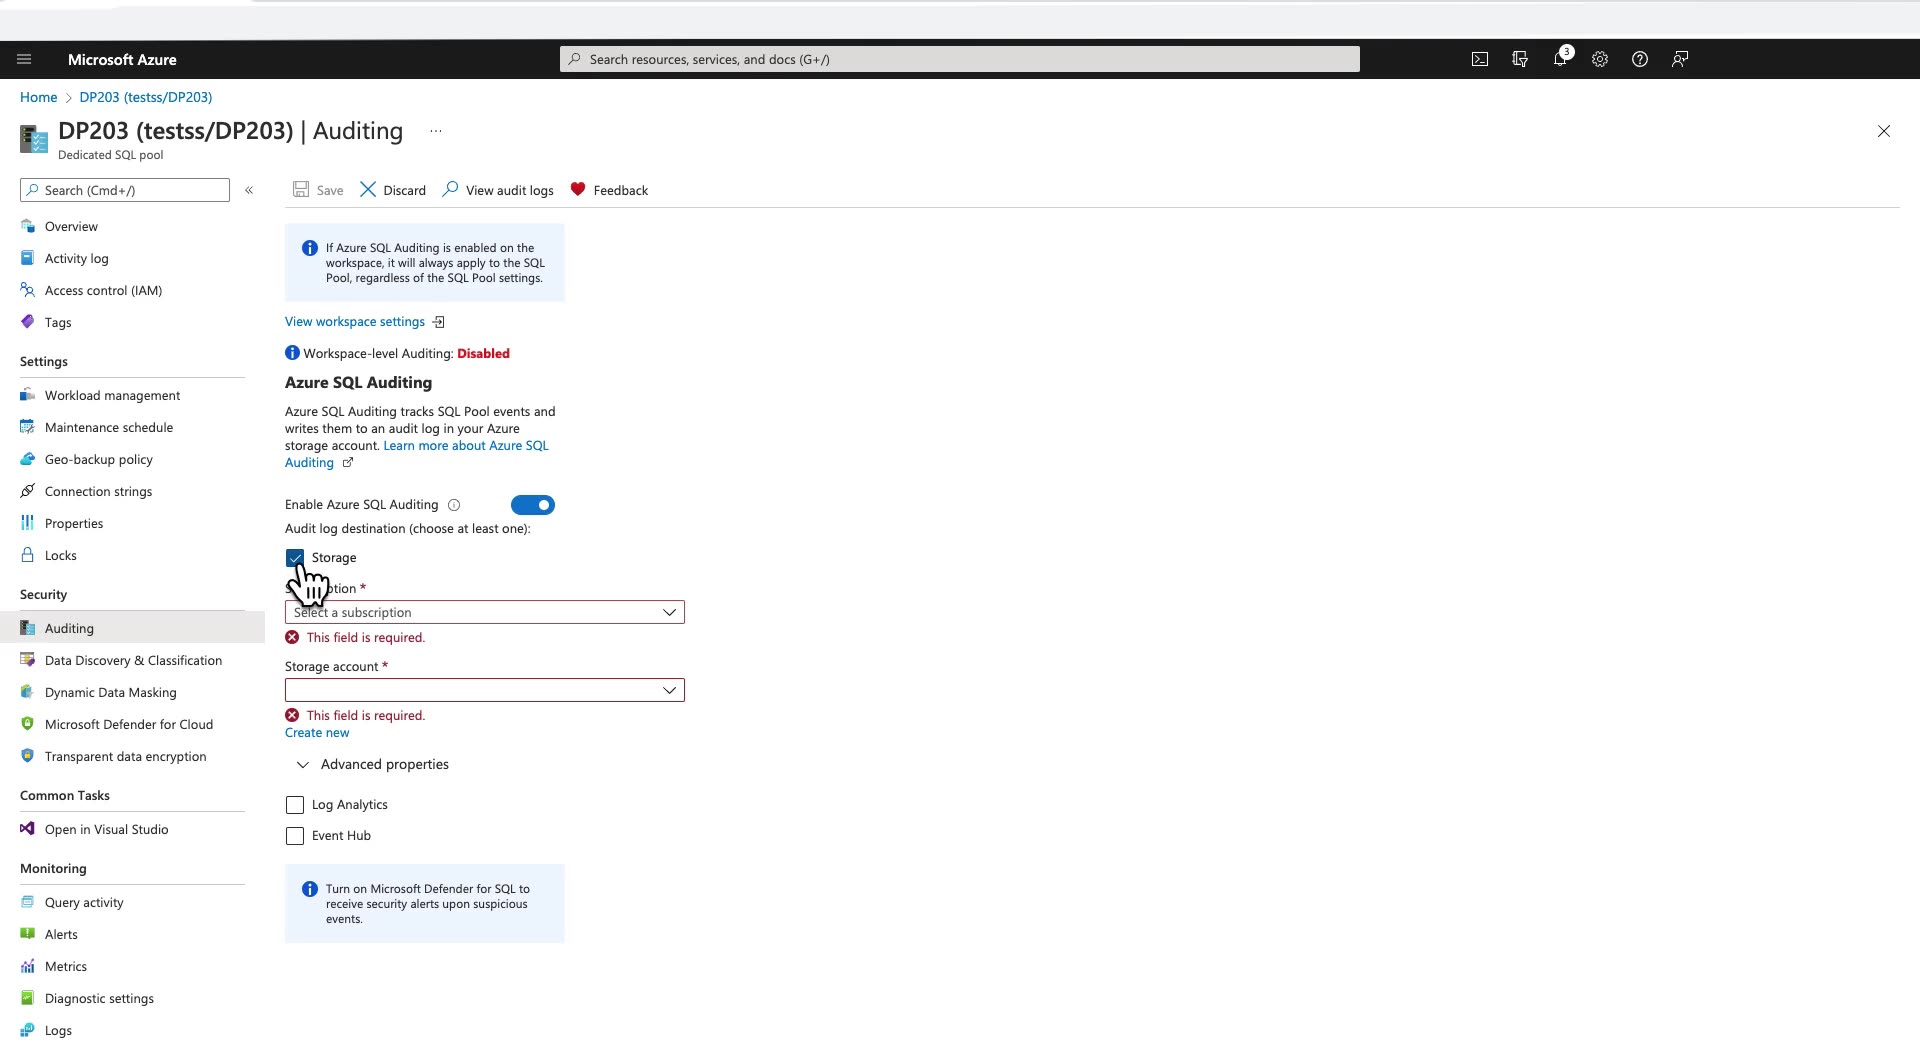 Microsoft Azure
Search resources, services, and docs (G+/)
3
Home > DP203 (testss/DP203)
DP203 (testss/DP203) | Auditing ...
Dedicated SQL pool
Search (Cmd+/) «
Save Discard View audit logs Feedback
Overview
Activity log
Access control (IAM)
Tags
Settings
Workload management
Maintenance schedule
Geo-backup policy
Connection strings
Properties
Locks
Security
Auditing
Data Discovery & Classification
Dynamic Data Masking
Microsoft Defender for Cloud
Transparent data encryption
Common Tasks
Open in Visual Studio
Monitoring
Query activity
Alerts
Metrics
Diagnostic settings
Logs
If Azure SQL Auditing is enabled on the
workspace, it will always apply to the SQL
Pool, regardless of the SQL Pool settings.
View workspace settings
Workspace-level Auditing: Disabled
Azure SQL Auditing
Azure SQL Auditing tracks SQL Pool events and
writes them to an audit log in your Azure
storage account. Learn more about Azure SQL
Auditing
Enable Azure SQL Auditing
Audit log destination (choose at least one):
Storage
Select a subscription
This field is required.
Storage account *
This field is required.
Create new
Advanced properties
Log Analytics
Event Hub
Turn on Microsoft Defender for SQL to
receive security alerts upon suspicious
events.